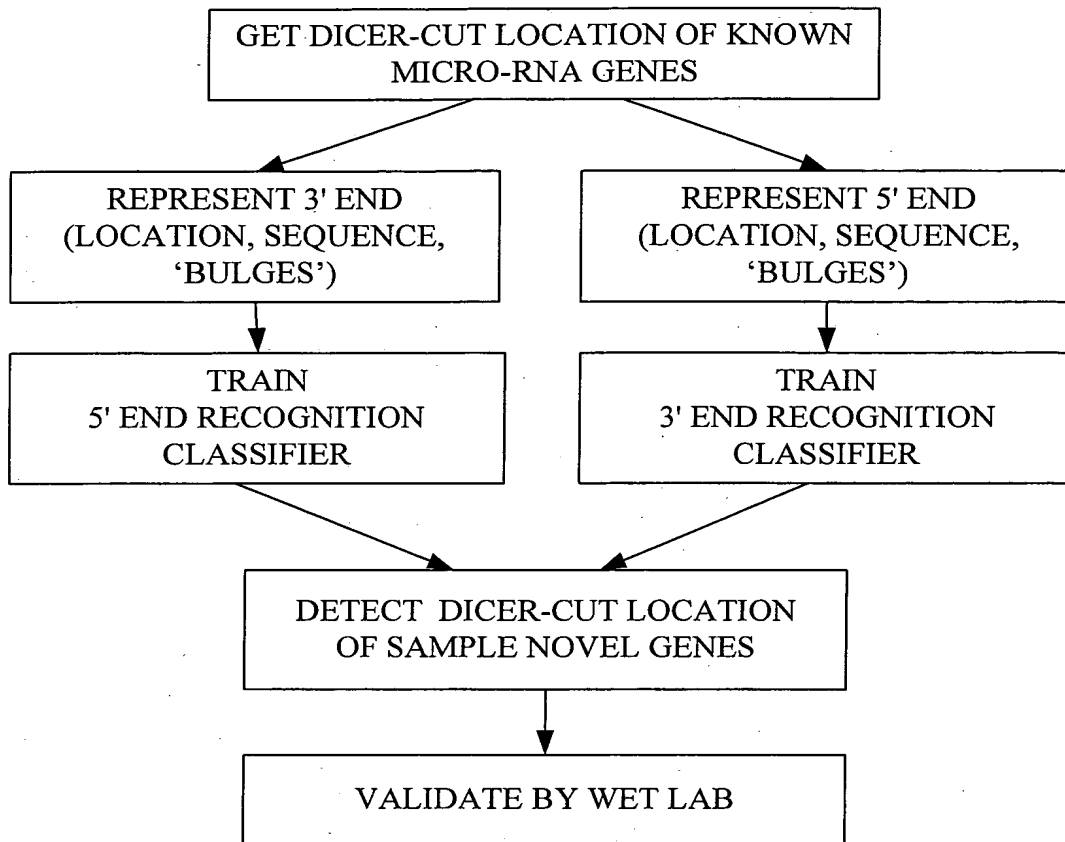 GET DICER-CUT LOCATION OF KNOWN
MICRO-RNA GENES
REPRESENT 3' END
(LOCATION, SEQUENCE,
‘BULGES’)
REPRESENT 5' END
(LOCATION, SEQUENCE,
‘BULGES’)
TRAIN
5' END RECOGNITION
CLASSIFIER
TRAIN
3' END RECOGNITION
CLASSIFIER
DETECT DICER-CUT LOCATION
OF SAMPLE NOVEL GENES
VALIDATE BY WET LAB